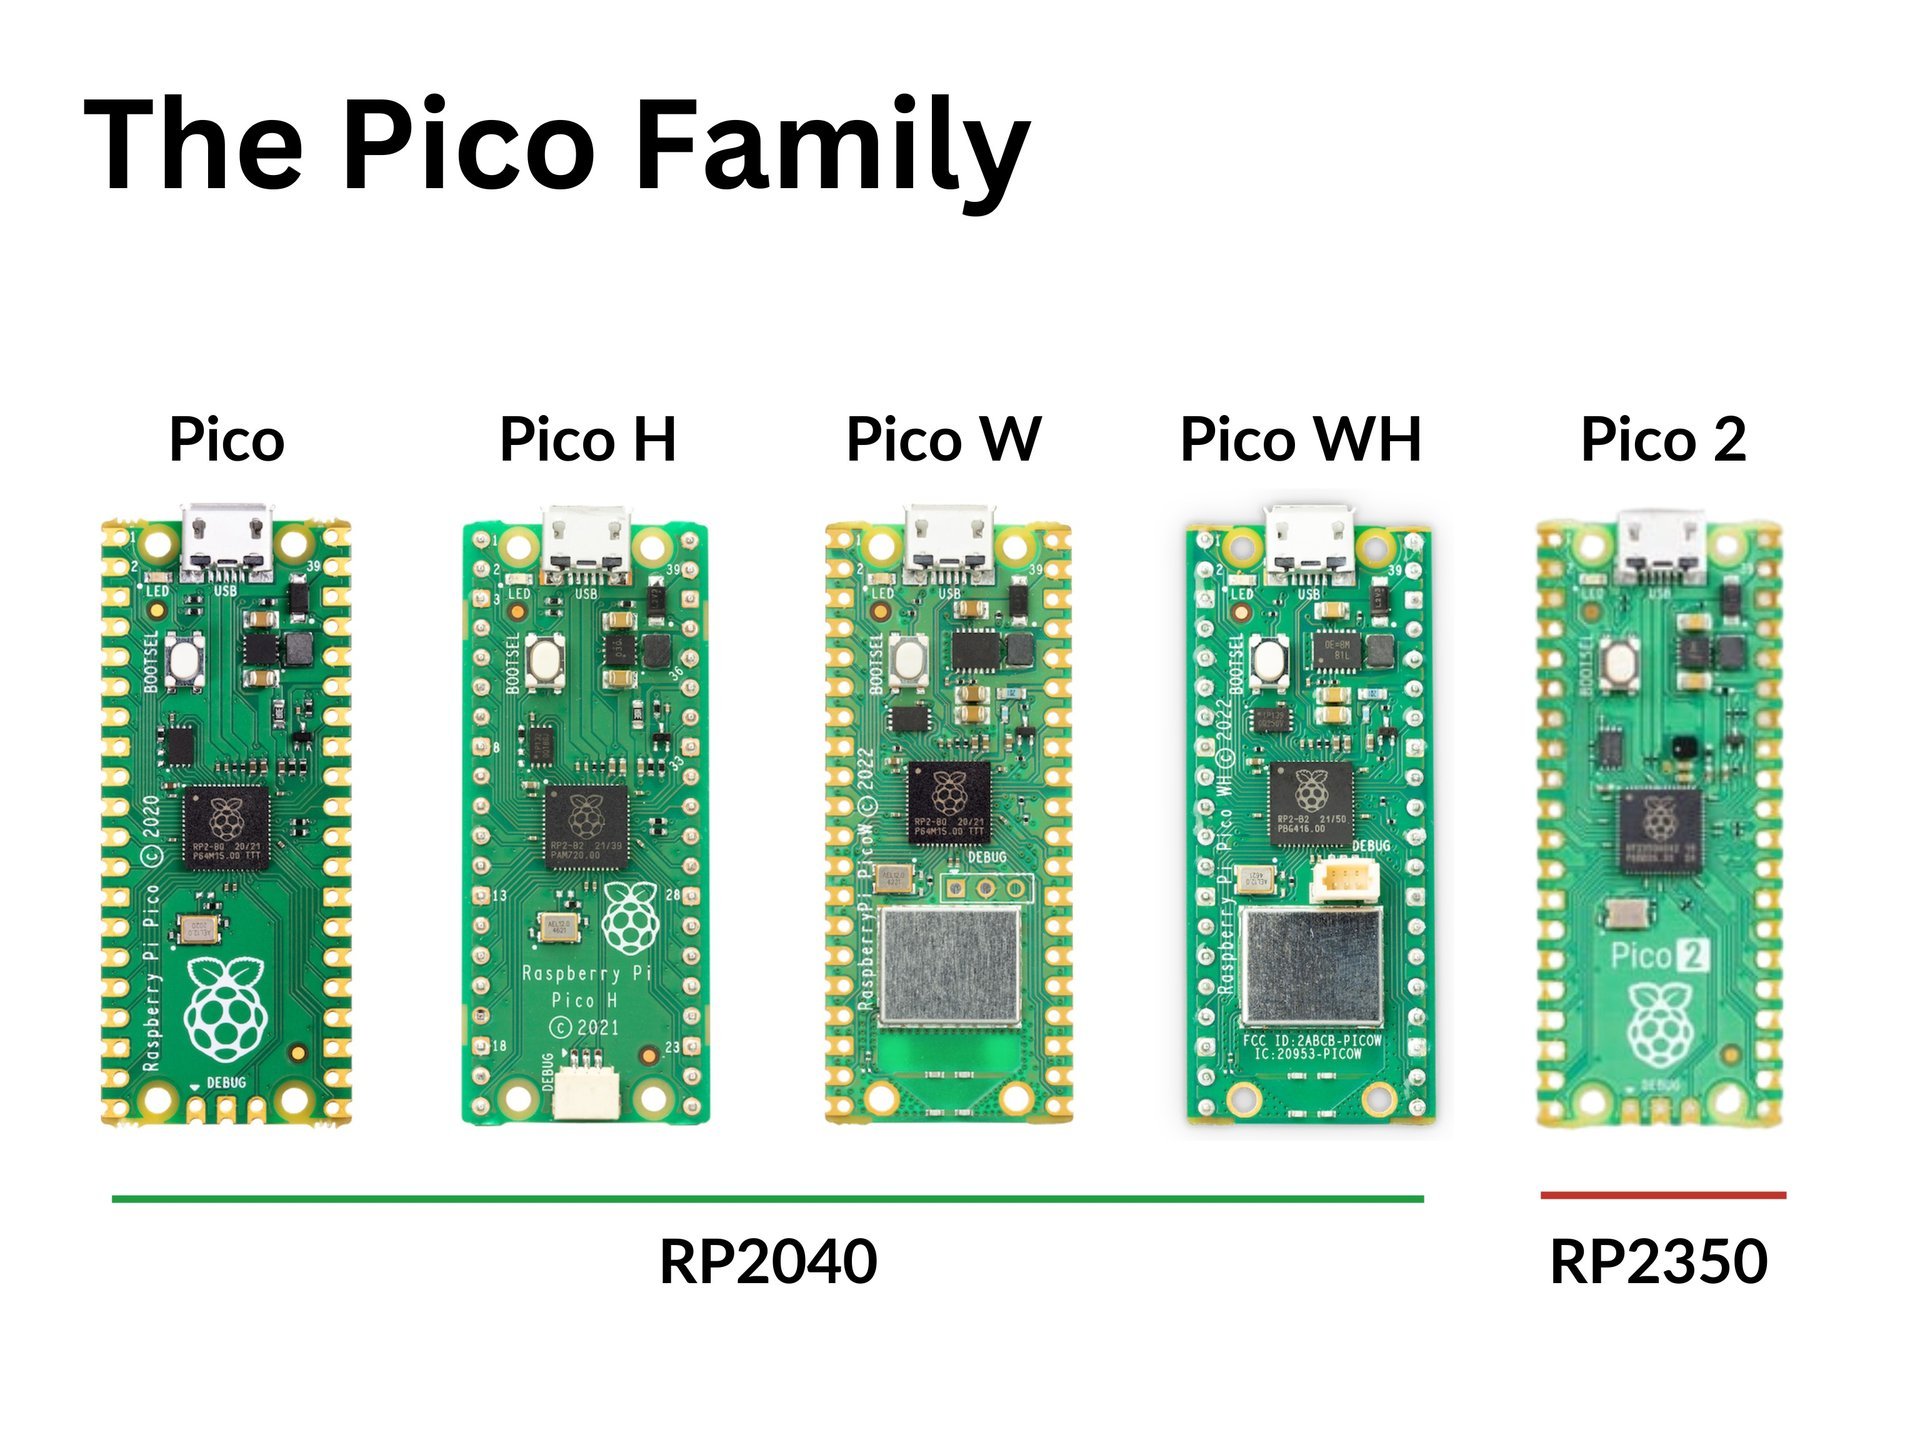 The Pico Family
Pico
Pico H
Pico W
Pico WH
Pico 2
1
2
39
LED
USB
BOOTSEL
RP2-B0 20/21
P64M15.00 TTT
Raspberry Pi Pico © 2020
DEBUG
1
2
39
3
LED
USB
BOOTSEL
36
8
33
RP2-B2 21/39
PAM720.00
13
28
AEL12.0
4621
Raspberry Pi
Pico H
© 2021
18
23
DEBUG
1
2
39
LED
USB
BOOTSEL
RP2-B0 20/21
P64M15.00 TTT
DEBUG
Raspberry Pi PicoW © 2022
2
39
LED
USB
BOOTSEL
RP2-B2 21/50
PBG416.00
DEBUG
Raspberry Pi Pico WH © 2022
FCC ID:2ABCB-PICOW
IC:20953-PICOW
LED
USB
BOOTSEL
Pico 2
DEBUG
RP2040
RP2350